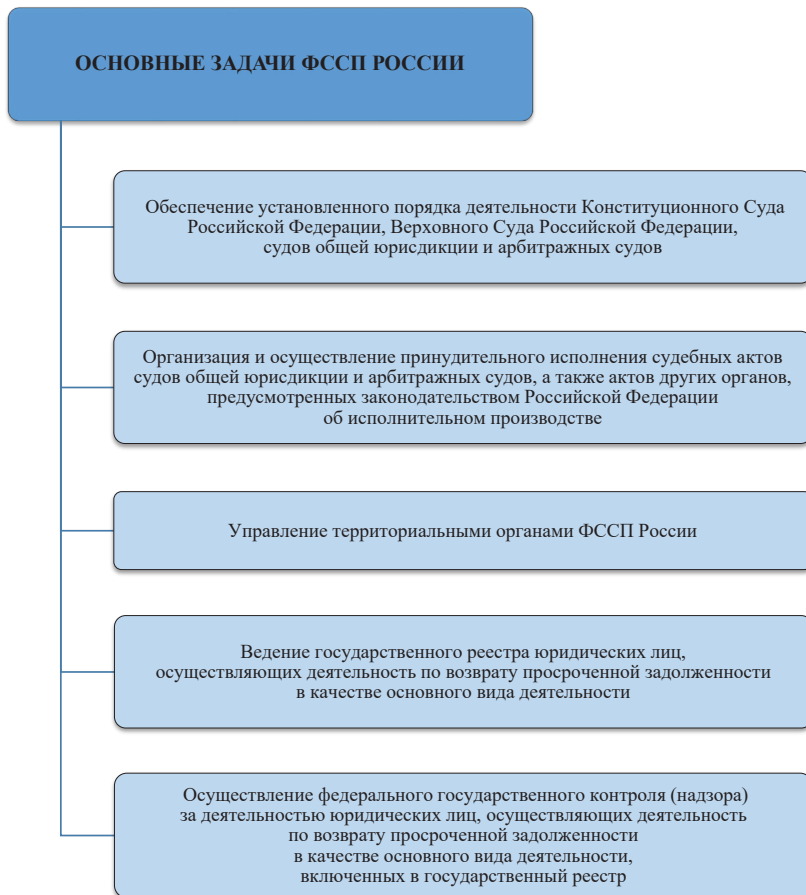 ОСНОВНЫЕ ЗАДАЧИ ФССП РОССИИ
Обеспечение установленного порядка деятельности Конституционного Суда
Российской Федерации, Верховного Суда Российской Федерации,
судов общей юрисдикции и арбитражных судов
Организация и осуществление принудительного исполнения судебных актов
судов общей юрисдикции и арбитражных судов, а также актов других органов,
предусмотренных законодательством Российской Федерации
об исполнительном производстве
Управление территориальными органами ФССП России
Ведение государственного реестра юридических лиц,
осуществляющих деятельность по возврату просроченной задолженности
в качестве основного вида деятельности
Осуществление федерального государственного контроля (надзора)
за деятельностью юридических лиц, осуществляющих деятельность
по возврату просроченной задолженности
в качестве основного вида деятельности,
включенных в государственный реестр